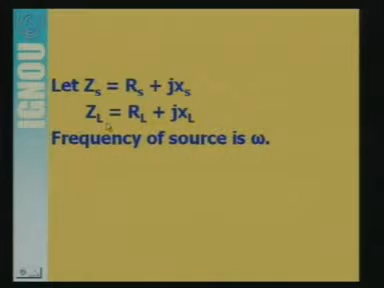 IGNOU
Let Zs = Rs + jxs
ZL = RL + jxL
Frequency of source is ω.